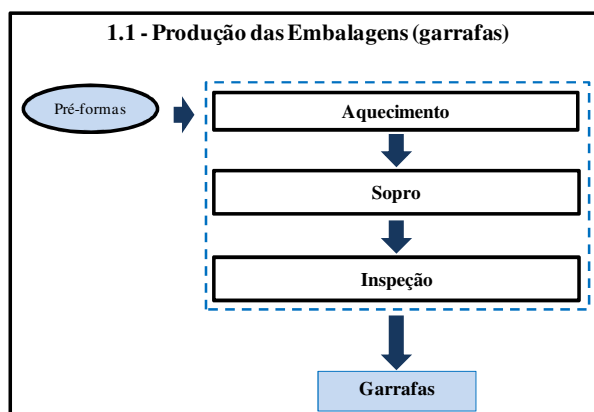 1.1 - Produção das Embalagens (garrafas)
Pré-formas
Aquecimento
Sopro
Inspeção
Garrafas